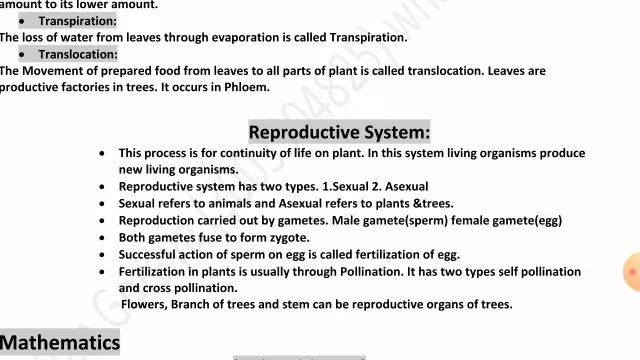 amount to its lower amount.
• Transpiration:
The loss of water from leaves through evaporation is called Transpiration.
• Translocation:
The Movement of prepared food from leaves to all parts of plant is called translocation. Leaves are
productive factories in trees. It occurs in Phloem.
Reproductive System:
• This process is for continuity of life on plant. In this system living organisms produce
new living organisms.
• Reproductive system has two types. 1.Sexual 2. Asexual
• Sexual refers to animals and Asexual refers to plants &trees.
• Reproduction carried out by gametes. Male gamete(sperm) female gamete(egg)
• Both gametes fuse to form zygote.
• Successful action of sperm on egg is called fertilization of egg.
• Fertilization in plants is usually through Pollination. It has two types self pollination
and cross pollination.
Flowers, Branch of trees and stem can be reproductive organs of trees.
Mathematics